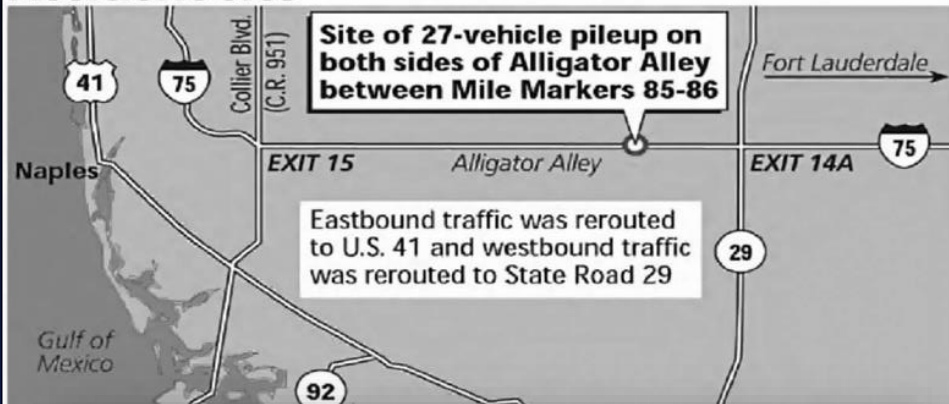 Site of 27-vehicle pileup on
both sides of Alligator Alley
between Mile Markers 85-86
Fort Lauderdale
41
75
Collier Blvd.
(C.R. 951)
75
Naples
EXIT 15
Alligator Alley
EXIT 14A
Eastbound traffic was rerouted
to U.S. 41 and westbound traffic
was rerouted to State Road 29
29
Gulf of
Mexico
92